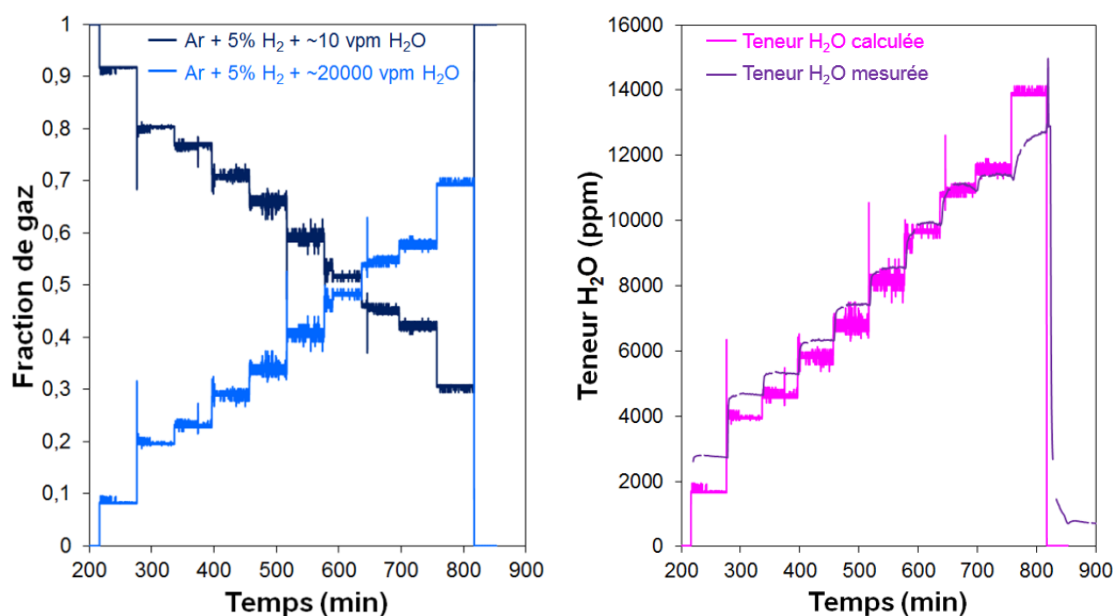 Ar + 5% H₂ + ~10 vpm H₂O
Ar + 5% H₂ + ~20000 vpm H₂O
Fraction de gaz
1
0,9
0,8
0,7
0,6
0,5
0,4
0,3
0,2
0,1
0
200 300 400 500 600 700 800 900
Temps (min)
Teneur H₂O calculée
Teneur H₂O mesurée
Teneur H₂O (ppm)
16000
14000
12000
10000
8000
6000
4000
2000
0
200 300 400 500 600 700 800 900
Temps (min)